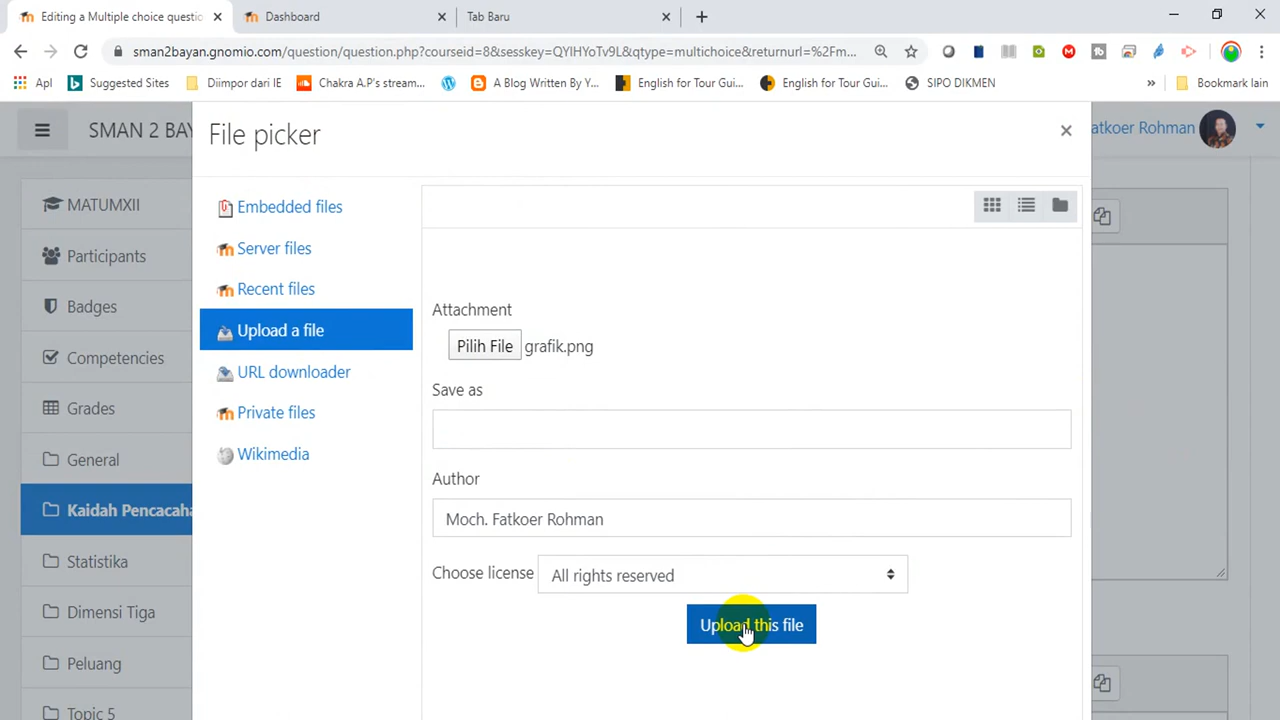 Editing a Multiple choice questio
Dashboard
Tab Baru
sman2bayan.gnomio.com/question/question.php?courseid=8&sesskey=QYIHYoTv9L&qtype=multichoice&returnurl=%2Fm...
Apl
Suggested Sites
Diimpor dari IE
Chakra A.P's stream...
A Blog Written By Y...
English for Tour Gui...
English for Tour Gui...
SIPO DIKMEN
»
Bookmark lain
SMAN 2 BAY
File picker
atkoer Rohman
MATUMXII
Participants
Badges
Competencies
Grades
General
Kaidah Pencacaha
Statistika
Dimensi Tiga
Peluang
Topic 5
Embedded files
Server files
Recent files
Upload a file
URL downloader
Private files
Wikimedia
Attachment
Pilih File grafik.png
Save as
Author
Moch. Fatkoer Rohman
Choose license All rights reserved
Upload this file